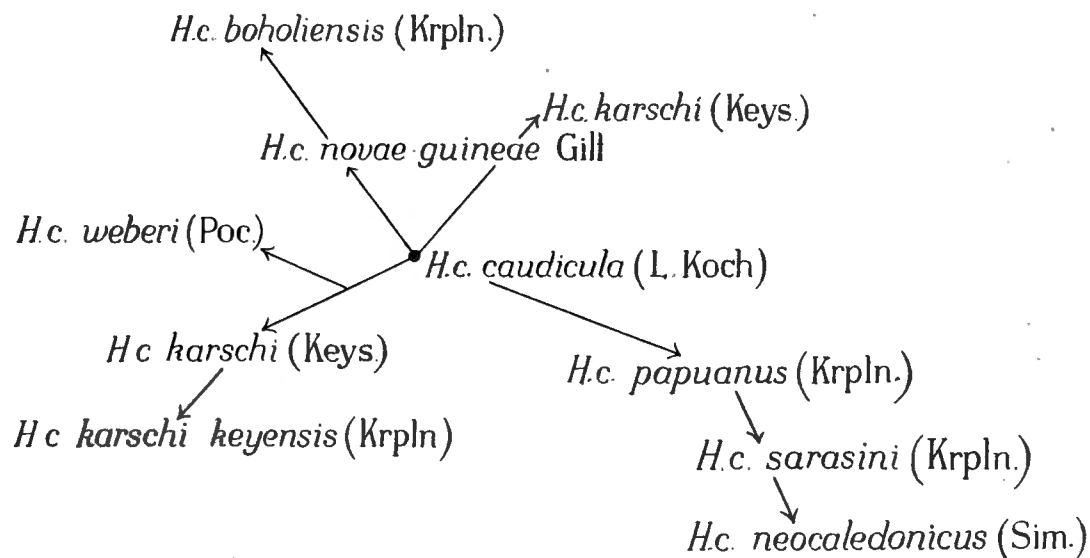 H.c. boholiensis (Krpln.)
H.c. karschi (Keys.)
H.c. novae guineae Gill
H.c. weberi (Poc.)
H.c. caudicula (L. Koch)
H c karschi (Keys.)
H.c. papuanus (Krpln.)
H c karschi keyensis (Krpln)
H.c. sarasini (Krpln.)
H.c. neocaledonicus (Sim.)